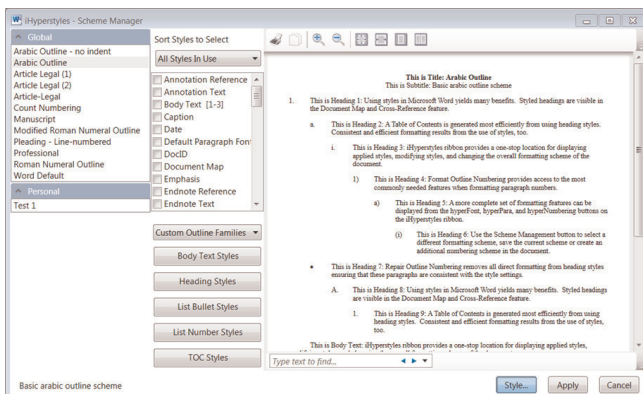 iHyperstyles - Scheme Manager
Global
Arabic Outline - no indent
Arabic Outline
Article Legal (1)
Article Legal (2)
Article-Legal
Count Numbering
Manuscript
Modified Roman Numeral Outline
Pleading - Line-numbered
Professional
Roman Numeral Outline
Word Default
Personal
Test 1
Sort Styles to Select
All Styles In Use
Annotation Reference
Annotation Text
Body Text [1-3]
Caption
Date
Default Paragraph Font
DocID
Document Map
Emphasis
Endnote Reference
Endnote Text
Custom Outline Families
Body Text Styles
Heading Styles
List Bullet Styles
List Number Styles
TOC Styles
This is Title: Arabic Outline
This is Subtitle: Basic arabic outline scheme
1. This is Heading 1: Using styles in Microsoft Word yields many benefits. Styled headings are visible in
the Document Map and Cross-Reference feature.
a. This is Heading 2: A Table of Contents is generated most efficiently from using heading styles.
Consistent and efficient formatting results from the use of styles, too.
i. This is Heading 3: iHyperstyles ribbon provides a one-stop location for displaying
applied styles, modifying styles, and changing the overall formatting scheme of the
document.
1) This is Heading 4: Format Outline Numbering provides access to the most
commonly needed features when formatting paragraph numbers.
a) This is Heading 5: A more complete set of formatting features can be
displayed from the hyperFont, hyperPara, and hyperNumbering buttons on
the iHyperstyles ribbon.
(i) This is Heading 6: Use the Scheme Management button to select a
different formatting scheme, save the current scheme or create an
additional numbering scheme in the document.
• This is Heading 7: Repair Outline Numbering removes all direct formatting from heading styles
ensuring that these paragraphs are consistent with the style settings.
A. This is Heading 8: Using styles in Microsoft Word yields many benefits. Styled headings
are visible in the Document Map and Cross-Reference feature.
1. This is Heading 9: A Table of Contents is generated most efficiently from using
heading styles. Consistent and efficient formatting results from the use of styles,
too.
This is Body Text: iHyperstyles ribbon provides a one-stop location for displaying applied styles,
Type text to find...
Basic arabic outline scheme
Style...
Apply
Cancel